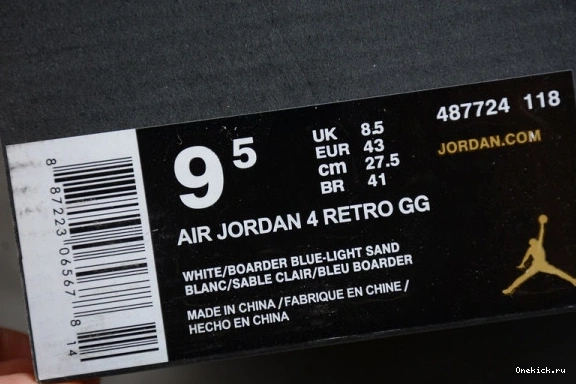 487724 118
JORDAN.COM
9 5
UK 8.5
EUR 43
cm 27.5
BR 41
AIR JORDAN 4 RETRO GG
WHITE/BOARDER BLUE-LIGHT SAND
BLANC/SABLE CLAIR/BLEU BOARDER
MADE IN CHINA / FABRIQUE EN CHINE /
HECHO EN CHINA
8 87223 06567 8 14
Onekick.ru